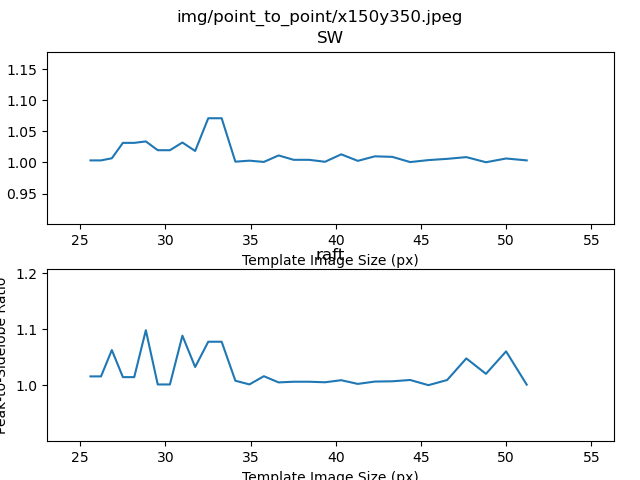 img/point_to_point/x150y350.jpeg
SW
1.15
1.10
1.05
1.00
0.95
25 30 35 40 45 50 55
Template Image Size (px)
raft
1.2
1.1
1.0
Peak-to-Sidelobe Ratio
25 30 35 40 45 50 55
Template Image Size (px)